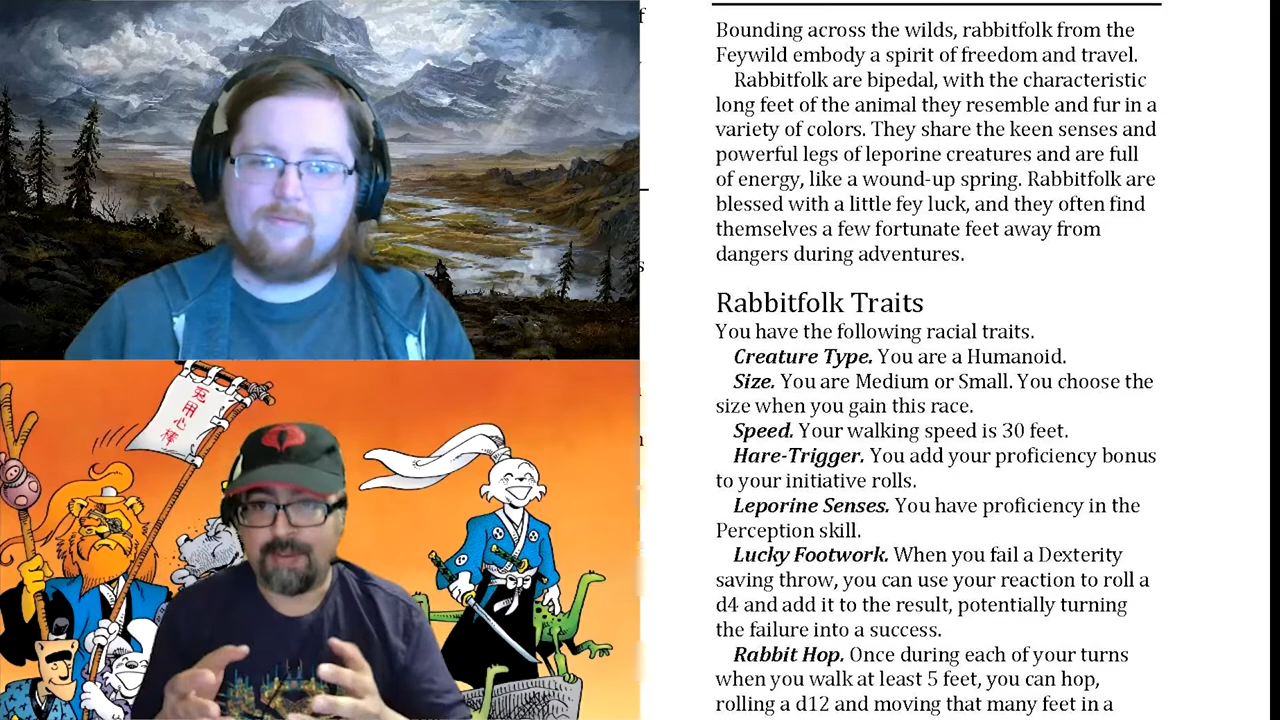 用
心
棒
Bounding across the wilds, rabbitfolk from the
Feywild embody a spirit of freedom and travel.
Rabbitfolk are bipedal, with the characteristic
long feet of the animal they resemble and fur in a
variety of colors. They share the keen senses and
powerful legs of leporine creatures and are full
of energy, like a wound-up spring. Rabbitfolk are
blessed with a little fey luck, and they often find
themselves a few fortunate feet away from
dangers during adventures.
Rabbitfolk Traits
You have the following racial traits.
Creature Type. You are a Humanoid.
Size. You are Medium or Small. You choose the
size when you gain this race.
Speed. Your walking speed is 30 feet.
Hare-Trigger. You add your proficiency bonus
to your initiative rolls.
Leporine Senses. You have proficiency in the
Perception skill.
Lucky Footwork. When you fail a Dexterity
saving throw, you can use your reaction to roll a
d4 and add it to the result, potentially turning
the failure into a success.
Rabbit Hop. Once during each of your turns
when you walk at least 5 feet, you can hop,
rolling a d12 and moving that many feet in a